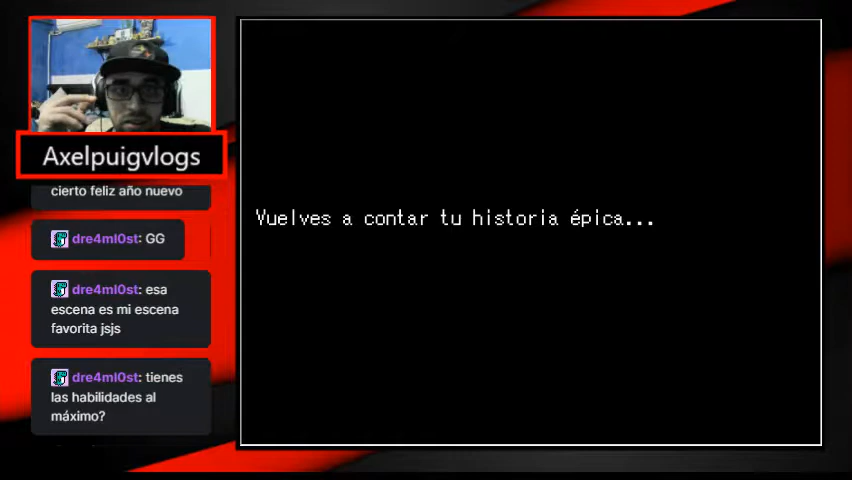 Axelpuigvlogs
cierto feliz año nuevo
dre4ml0st: GG
dre4ml0st: esa
escena es mi escena
favorita jsjs
dre4ml0st: tienes
las habilidades al
máximo?
Vuelves a contar tu historia épica...